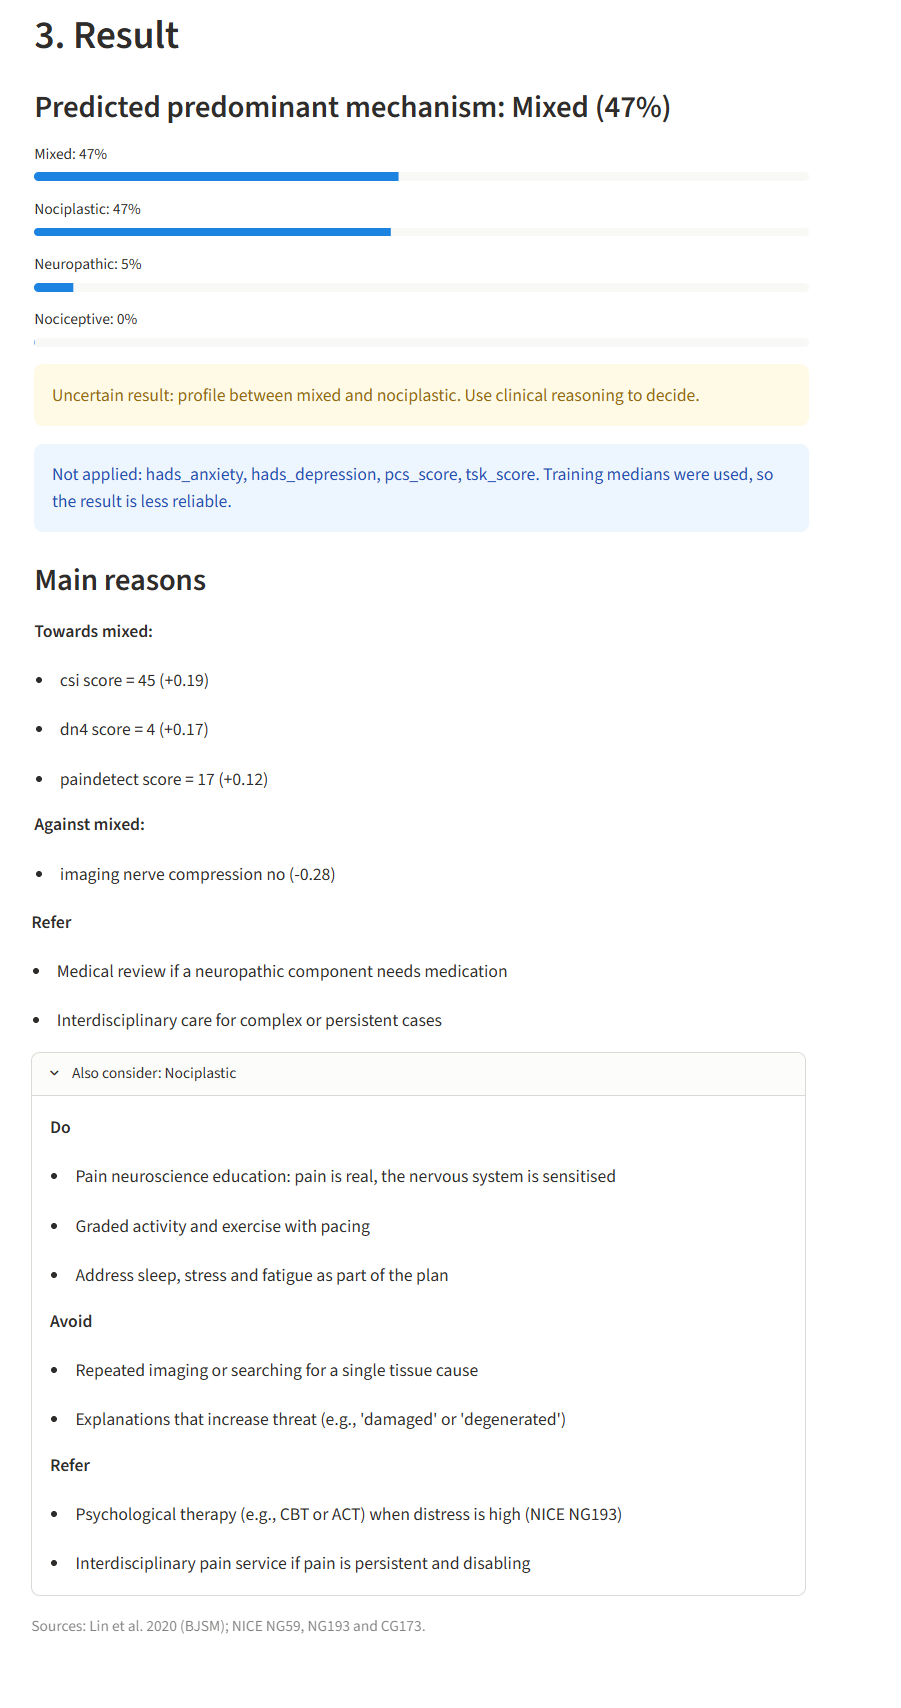 3. Result
Predicted predominant mechanism: Mixed (47%)
Mixed: 47%
Nociplastic: 47%
Neuropathic: 5%
Nociceptive: 0%
Uncertain result: profile between mixed and nociplastic. Use clinical reasoning to decide.
Not applied: hads_anxiety, hads_depression, pcs_score, tsk_score. Training medians were used, so
the result is less reliable.
Main reasons
Towards mixed:
• csi score = 45 (+0.19)
• dn4 score = 4 (+0.17)
• paindetect score = 17 (+0.12)
Against mixed:
• imaging nerve compression no (-0.28)
Refer
• Medical review if a neuropathic component needs medication
• Interdisciplinary care for complex or persistent cases
Also consider: Nociplastic
Do
• Pain neuroscience education: pain is real, the nervous system is sensitised
• Graded activity and exercise with pacing
• Address sleep, stress and fatigue as part of the plan
Avoid
• Repeated imaging or searching for a single tissue cause
• Explanations that increase threat (e.g., 'damaged' or 'degenerated')
Refer
• Psychological therapy (e.g., CBT or ACT) when distress is high (NICE NG193)
• Interdisciplinary pain service if pain is persistent and disabling
Sources: Lin et al. 2020 (BJSM); NICE NG59, NG193 and CG173.